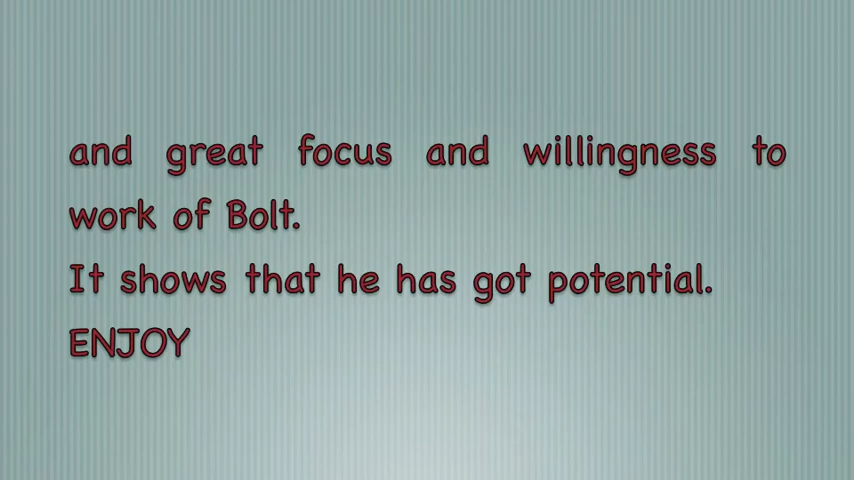 and great focus and willingness to
work of Bolt.
It shows that he has got potential.
ENJOY